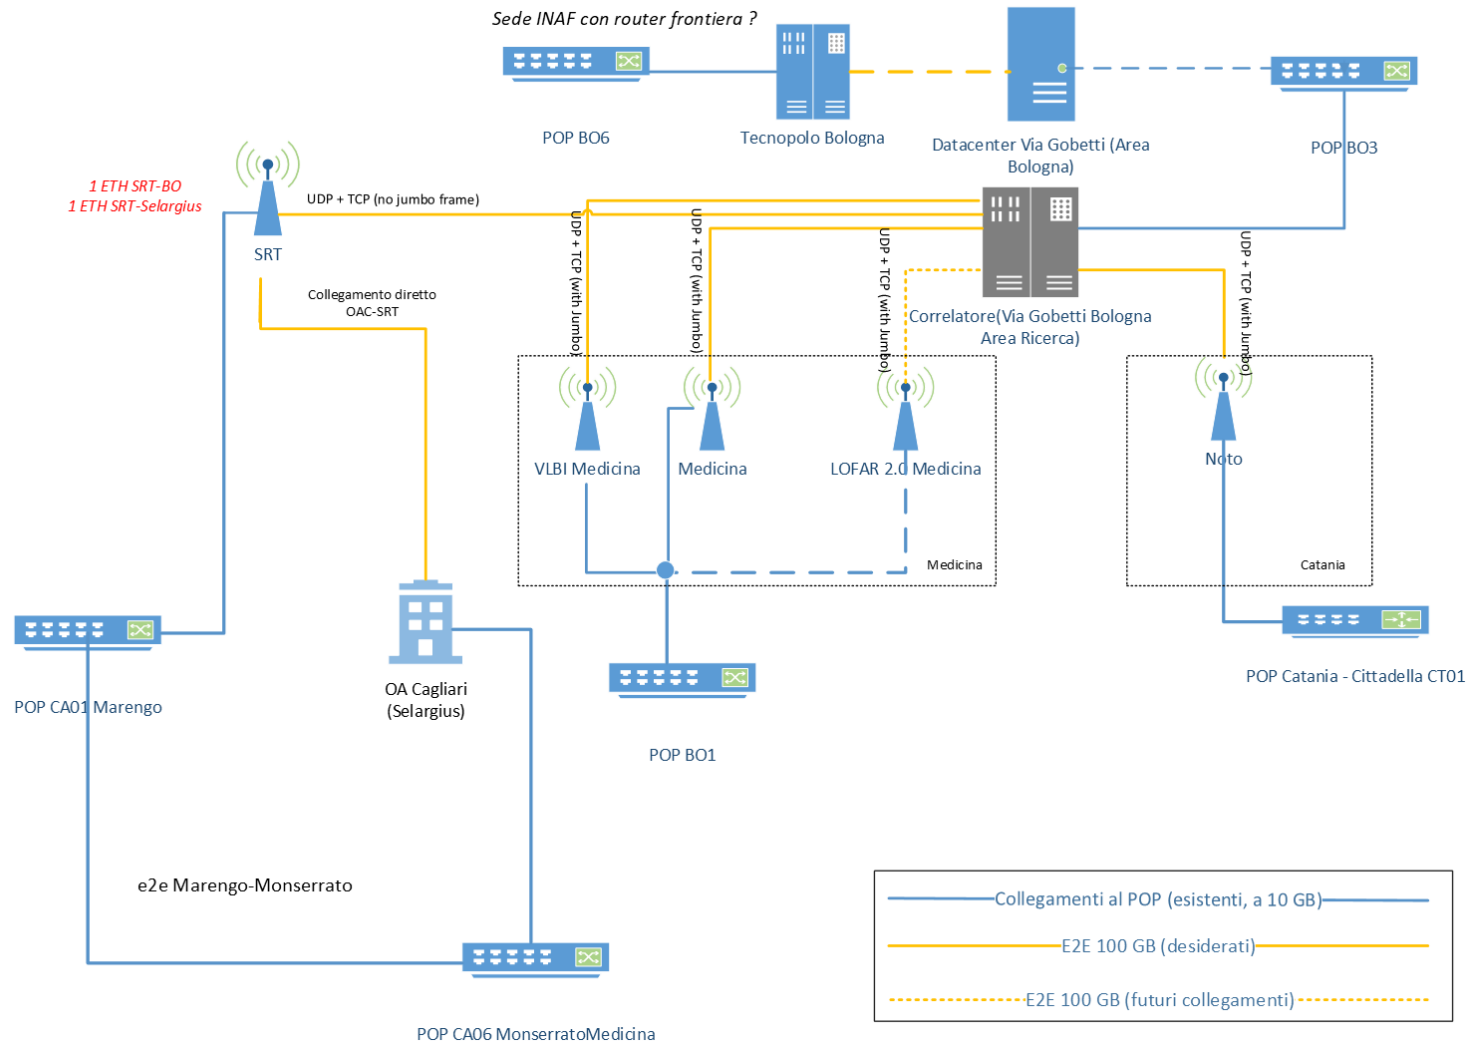 Sede INAF con router frontiera ?
POP BO6
Tecnopolo Bologna
Datacenter Via Gobetti (Area
Bologna)
POP BO3
1 ETH SRT-BO
1 ETH SRT-Selargius
UDP + TCP (no jumbo frame)
SRT
Collegamento diretto
OAC-SRT
UDP + TCP (with Jumbo)
UDP + TCP (with Jumbo)
UDP + TCP (with Jumbo)
UDP + TCP (with Jumbo)
Correlatore(Via Gobetti Bologna
Area Ricerca)
VLBI Medicina
Medicina
LOFAR 2.0 Medicina
Noto
Medicina
Catania
POP CA01 Marengo
OA Cagliari
(Selargius)
POP BO1
POP Catania - Cittadella CT01
e2e Marengo-Monserrato
POP CA06 MonserratoMedicina
Collegamenti al POP (esistenti, a 10 GB)
E2E 100 GB (desiderati)
E2E 100 GB (futuri collegamenti)